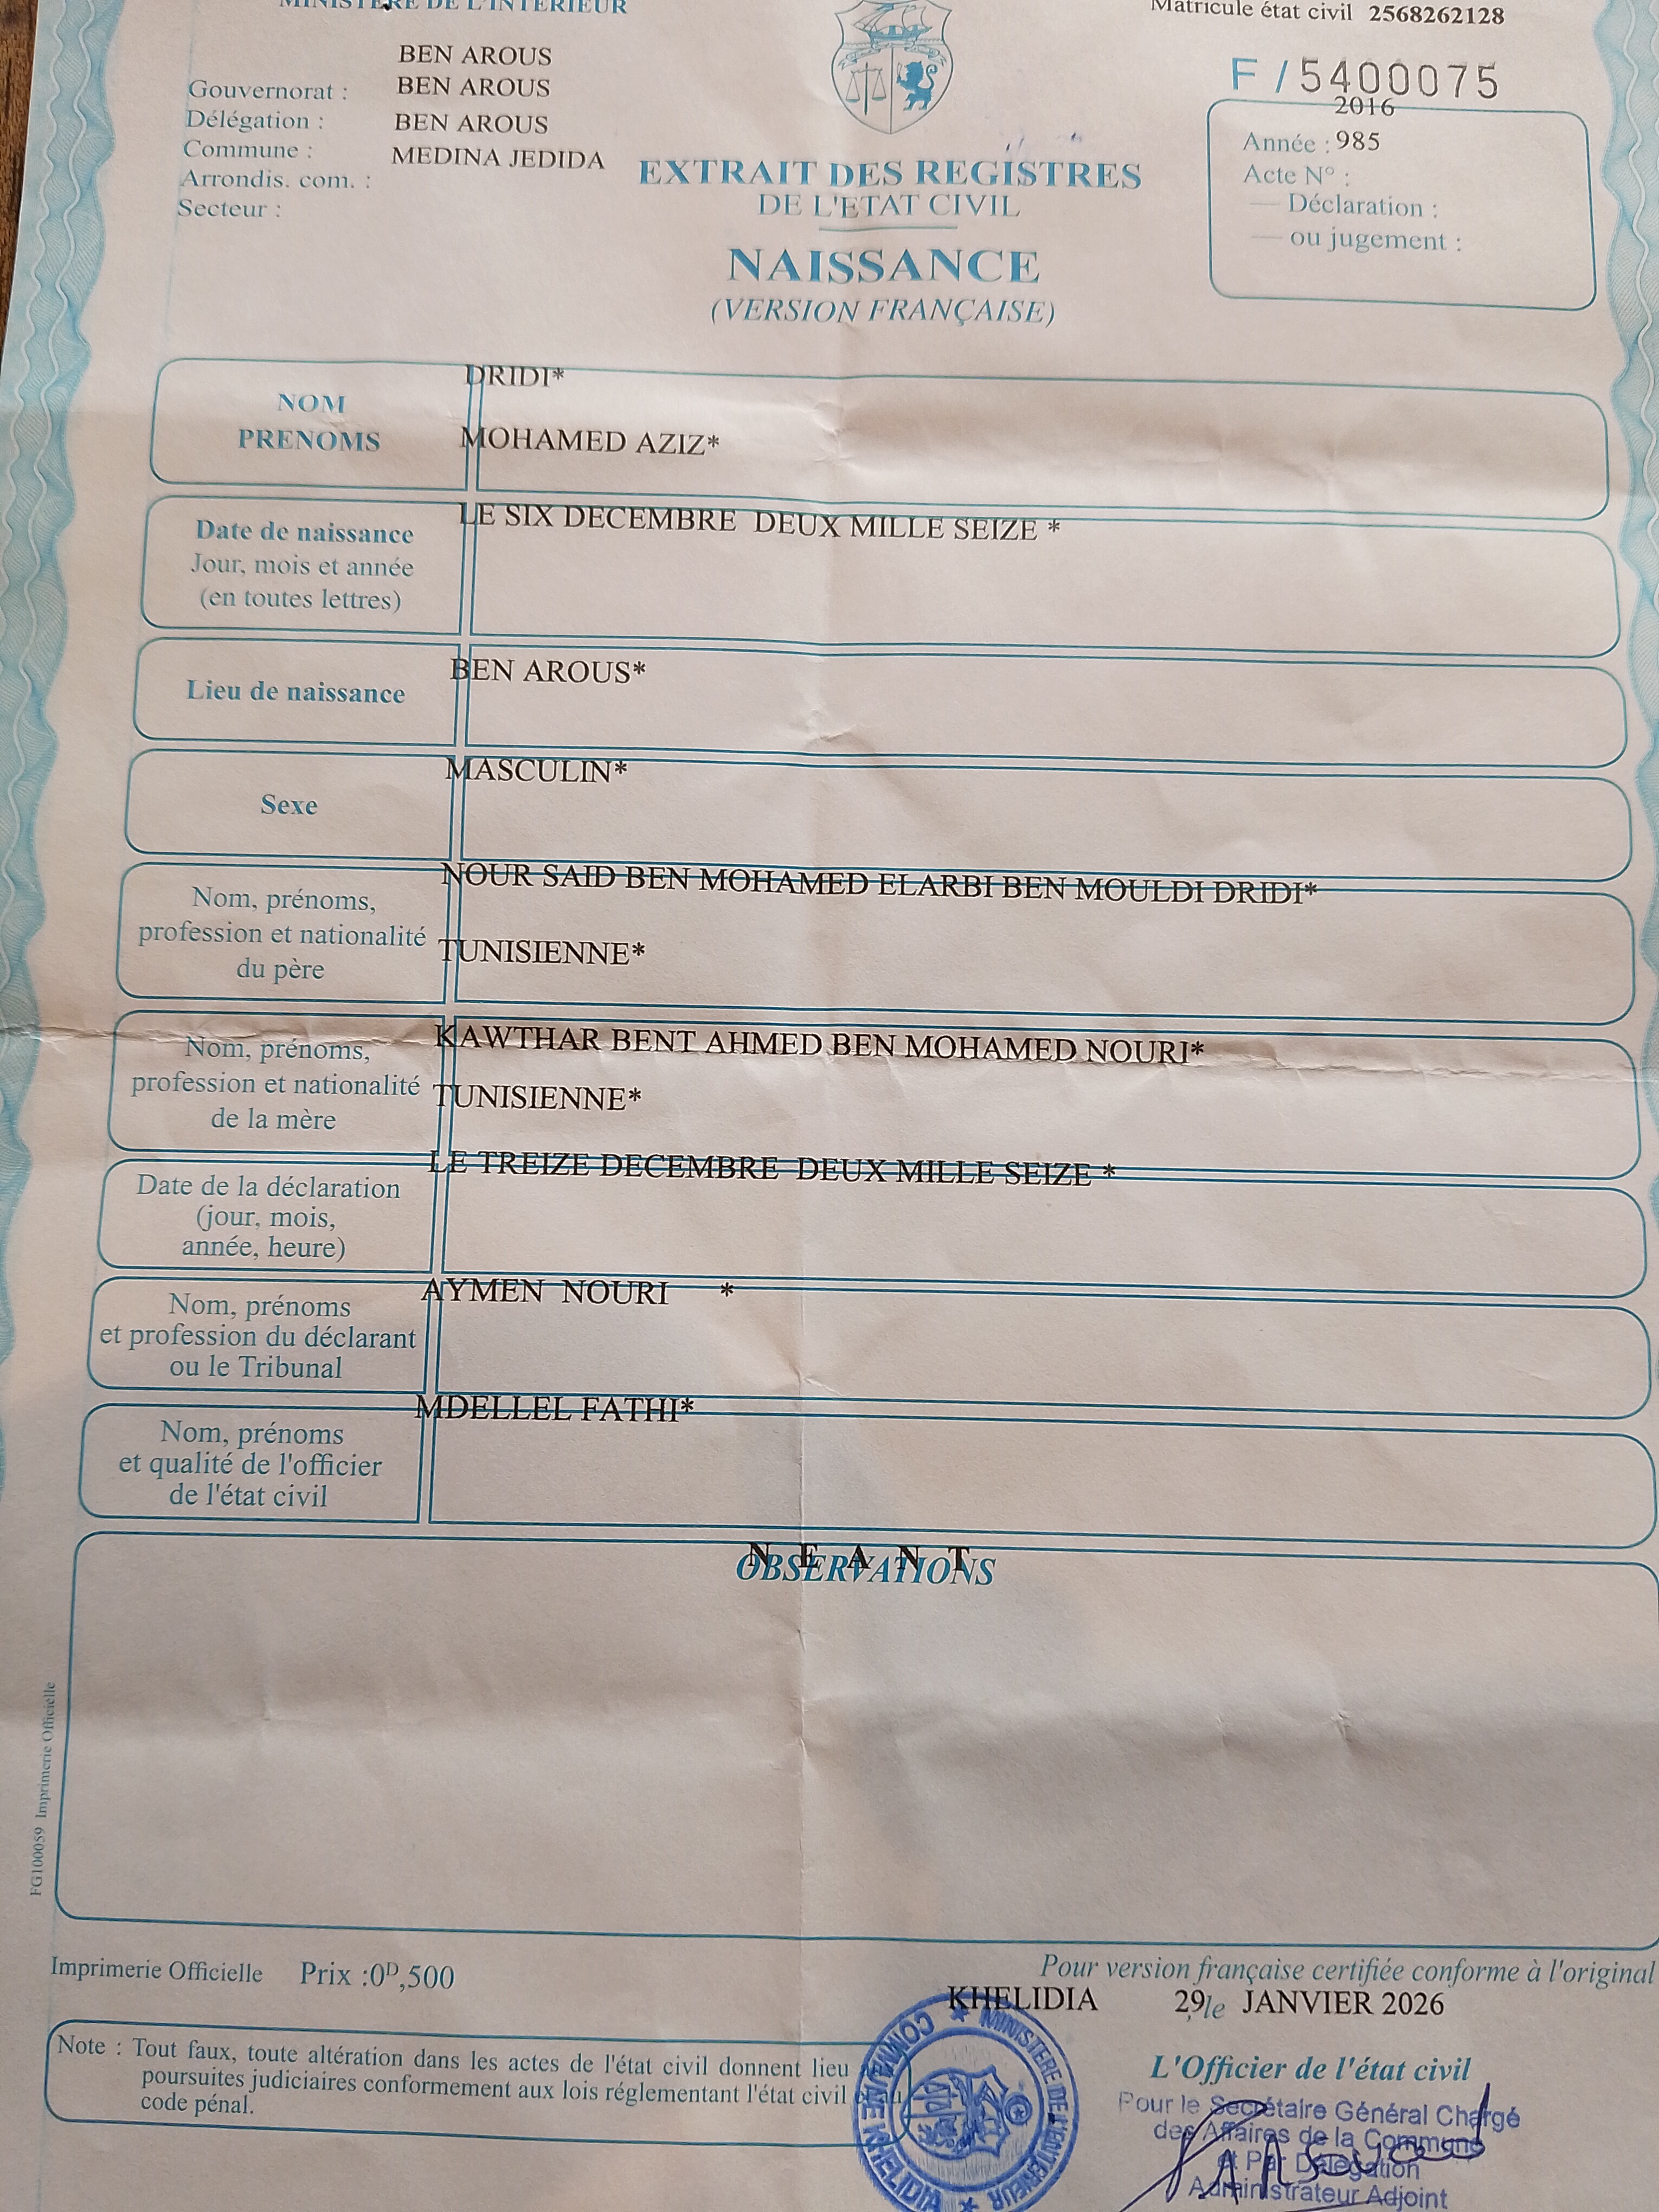 MINISTERE DE L'INTERIEUR
Matricule état civil 2568262128
F / 5400075
BEN AROUS
Gouvernorat : BEN AROUS
Délégation : BEN AROUS
Commune : MEDINA JEDIDA
Arrondis. com. :
Secteur :
EXTRAIT DES REGISTRES
DE L'ETAT CIVIL
NAISSANCE
(VERSION FRANÇAISE)
2016
Année : 985
Acte N° :
— Déclaration :
— ou jugement :
NOM
PRENOMS
DRIDI*
MOHAMED AZIZ*
Date de naissance
Jour, mois et année
(en toutes lettres)
LE SIX DECEMBRE DEUX MILLE SEIZE *
Lieu de naissance
BEN AROUS*
Sexe
MASCULIN*
Nom, prénoms,
profession et nationalité
du père
NOUR SAID BEN MOHAMED ELARBI BEN MOULDI DRIDI*
TUNISIENNE*
Nom, prénoms,
profession et nationalité
de la mère
KAWTHAR BENT AHMED BEN MOHAMED NOURI*
TUNISIENNE*
Date de la déclaration
(jour, mois,
année, heure)
LE TREIZE DECEMBRE DEUX MILLE SEIZE *
Nom, prénoms
et profession du déclarant
ou le Tribunal
AYMEN NOURI *
Nom, prénoms
et qualité de l'officier
de l'état civil
MDELLEL FATHI*
N E A N T
OBSERVATIONS
FG100059 Imprimerie Officielle
Imprimerie Officielle Prix :0D,500
Pour version française certifiée conforme à l'original
KHELIDIA 29 le JANVIER 2026
Note : Tout faux, toute altération dans les actes de l'état civil donnent lieu
poursuites judiciaires conformement aux lois réglementant l'état civil
code pénal.
L'Officier de l'état civil
Pour le Secrétaire Général Chargé
des Affaires de la Commune
et Par Délégation
Administrateur Adjoint
MINISTERE DE L'INTERIEUR
COMMUNE KHELIDIA